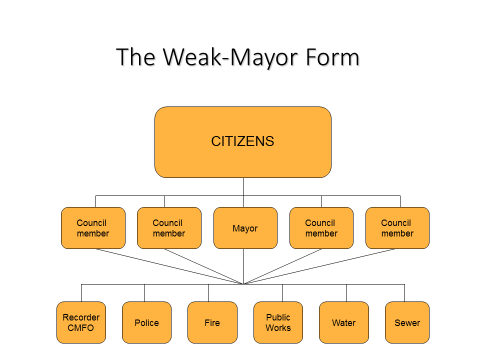 The Weak-Mayor Form
CITIZENS
Council
member
Council
member
Mayor
Council
member
Council
member
Recorder
CMFO
Police
Fire
Public
Works
Water
Sewer